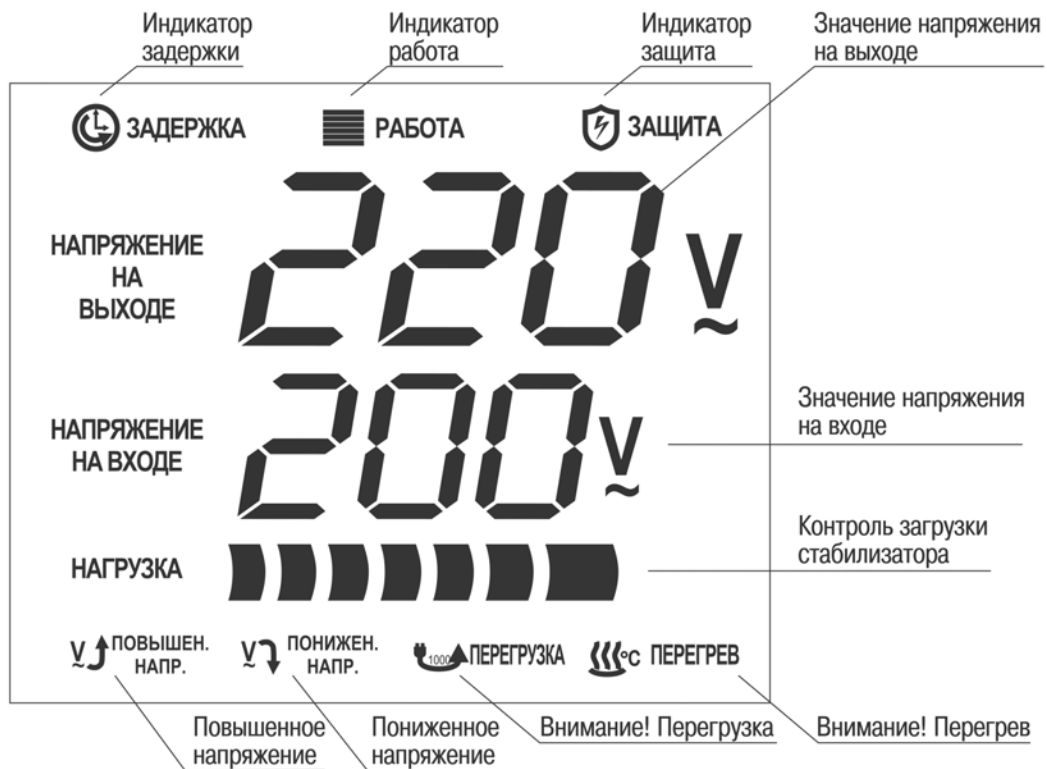 Индикатор
задержки
Индикатор
работа
Индикатор
защита
Значение напряжения
на выходе
ЗАДЕРЖКА
РАБОТА
ЗАЩИТА
НАПРЯЖЕНИЕ
НА
ВЫХОДЕ
220 V
~
НАПРЯЖЕНИЕ
НА ВХОДЕ
200 V
~
Значение напряжения
на входе
НАГРУЗКА
Контроль загрузки
стабилизатора
V
~
ПОВЫШЕН.
НАПР.
V
~
ПОНИЖЕН.
НАПР.
1000
ПЕРЕГРУЗКА
°C ПЕРЕГРЕВ
Повышенное
напряжение
Пониженное
напряжение
Внимание! Перегрузка
Внимание! Перегрев